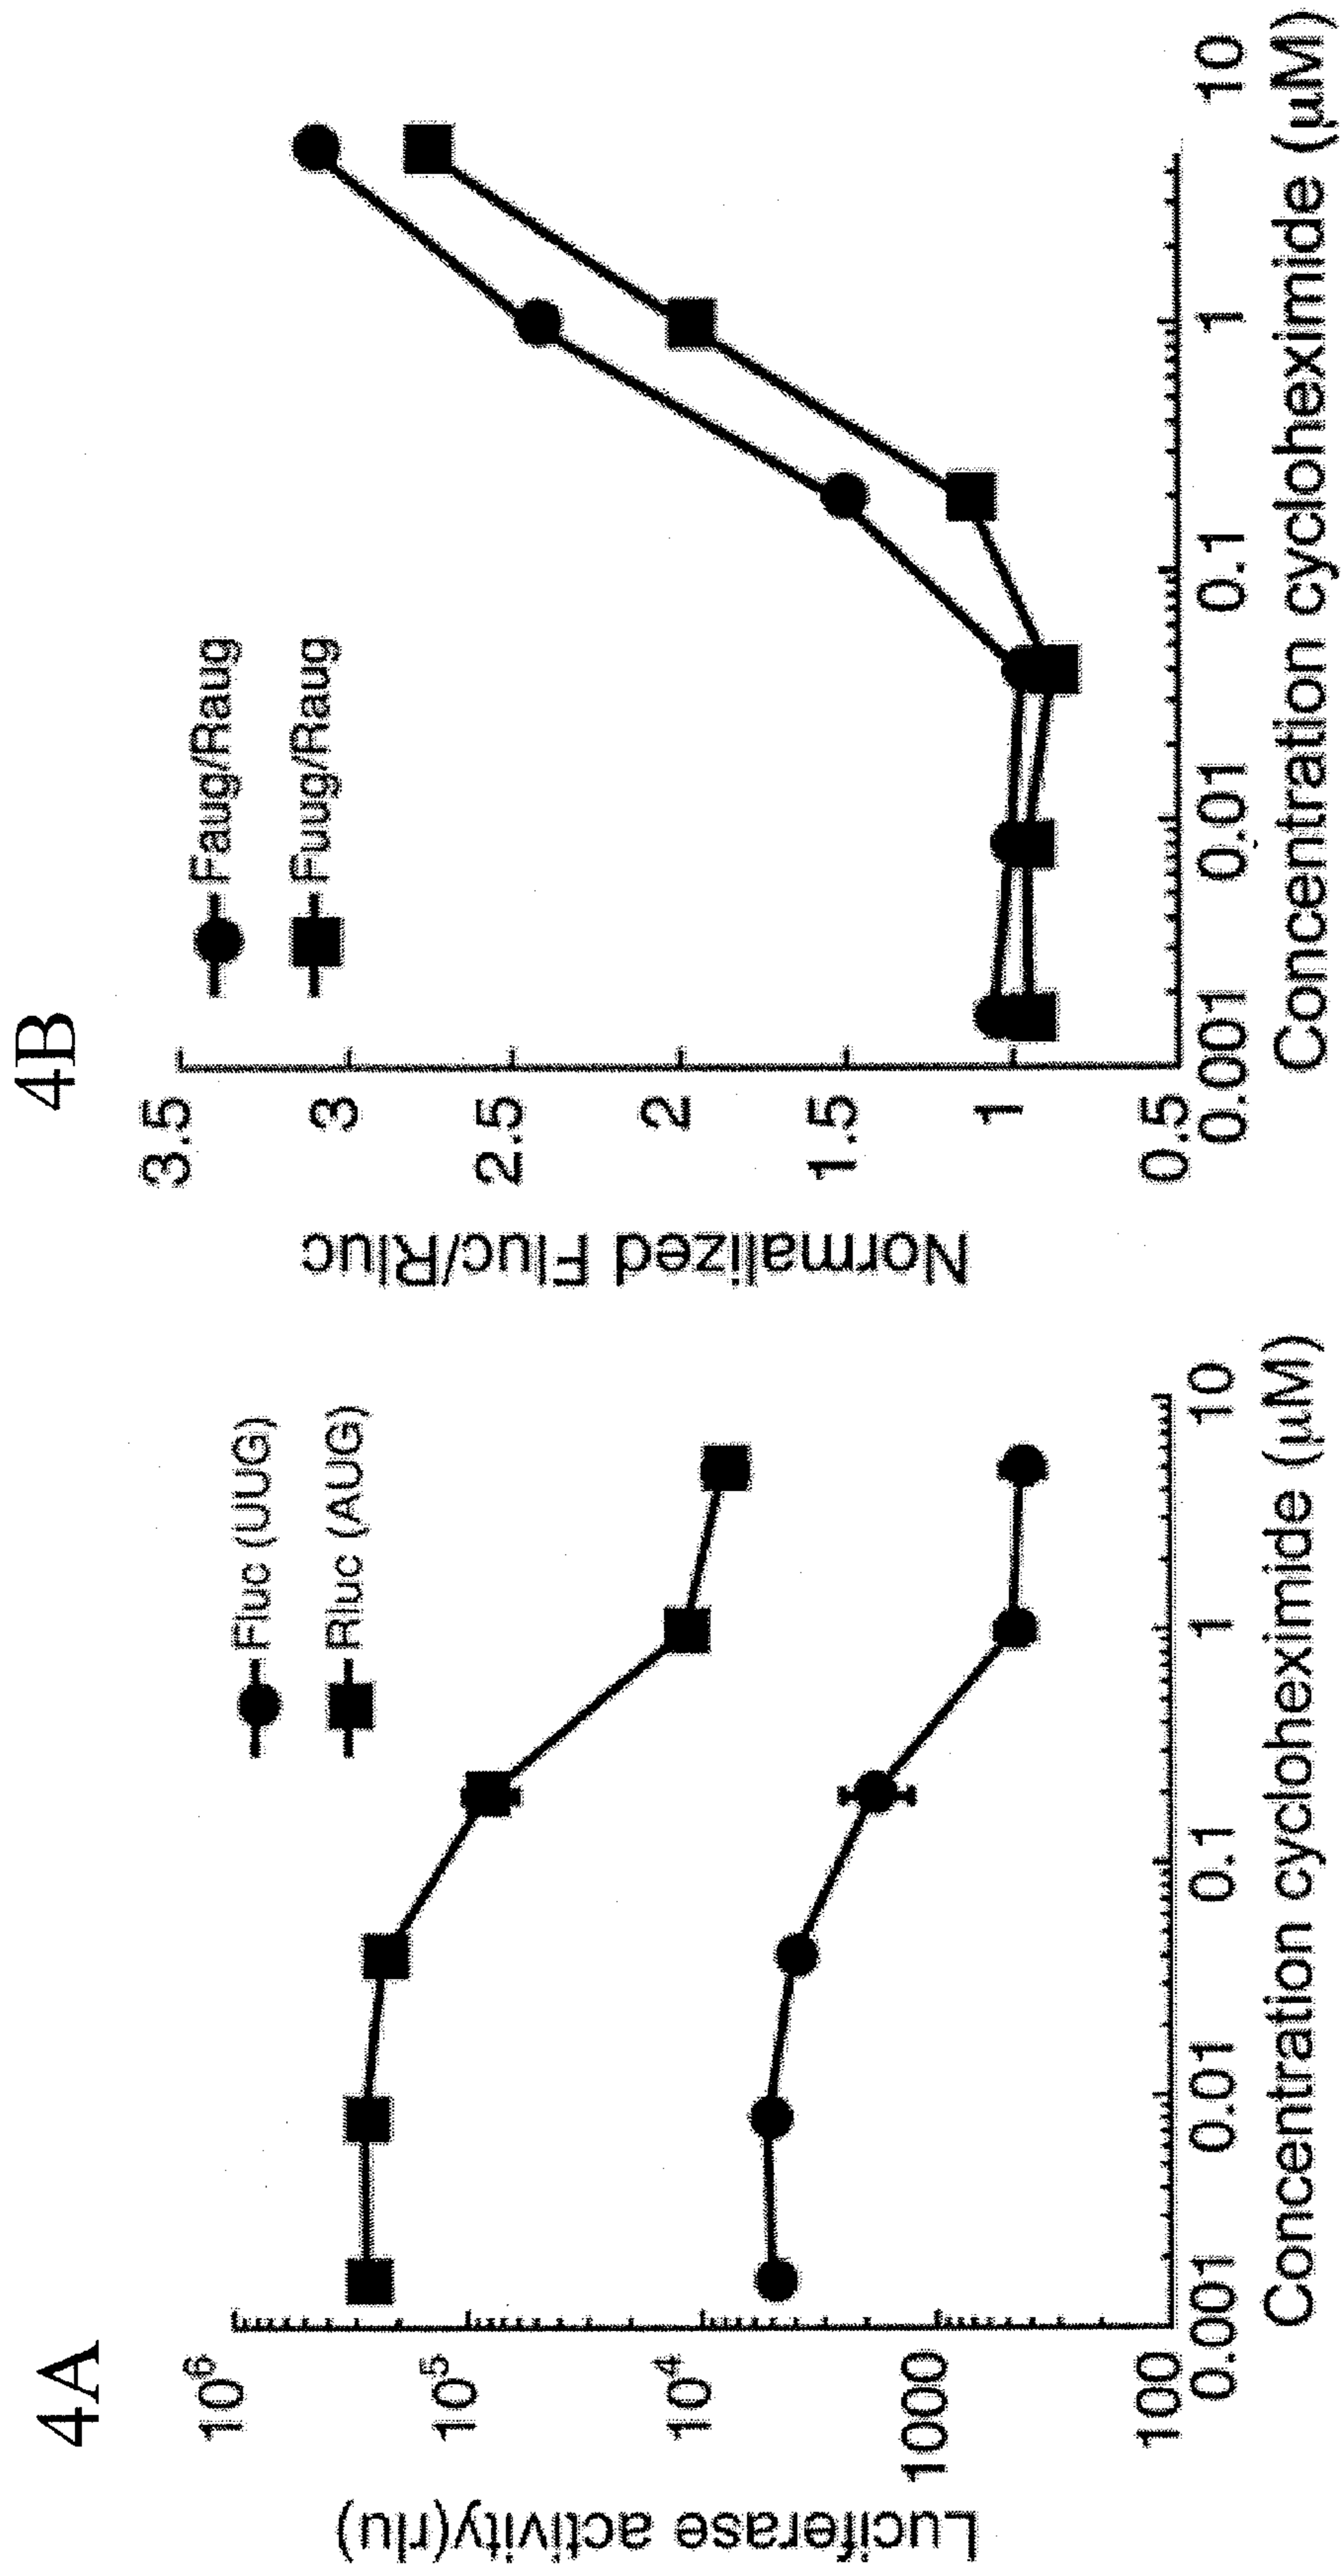 4A
Luciferase activity(rlu)
10⁶
10⁵
10⁴
1000
100
Fluc (UUG)
Rluc (AUG)
0.001
0.01
0.1
1
10
Concentration cycloheximide (µM)
4B
Normalized Fluc/Rluc
3.5
3
2.5
2
1.5
1
0.5
Faug/Raug
Fuug/Raug
0.001
0.01
0.1
1
10
Concentration cycloheximide (µM)